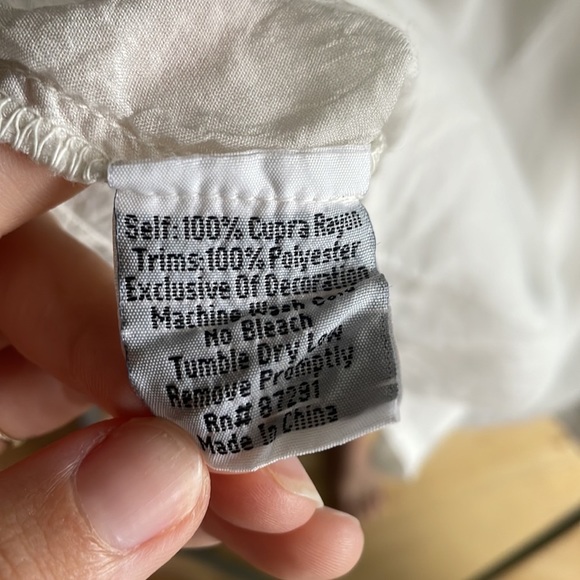 Self: 100% Cupra Rayon
Trims: 100% Polyester
Exclusive Of Decoration
Machine Wash Cold
No Bleach
Tumble Dry Low
Remove Promptly
Rn# 87291
Made In China